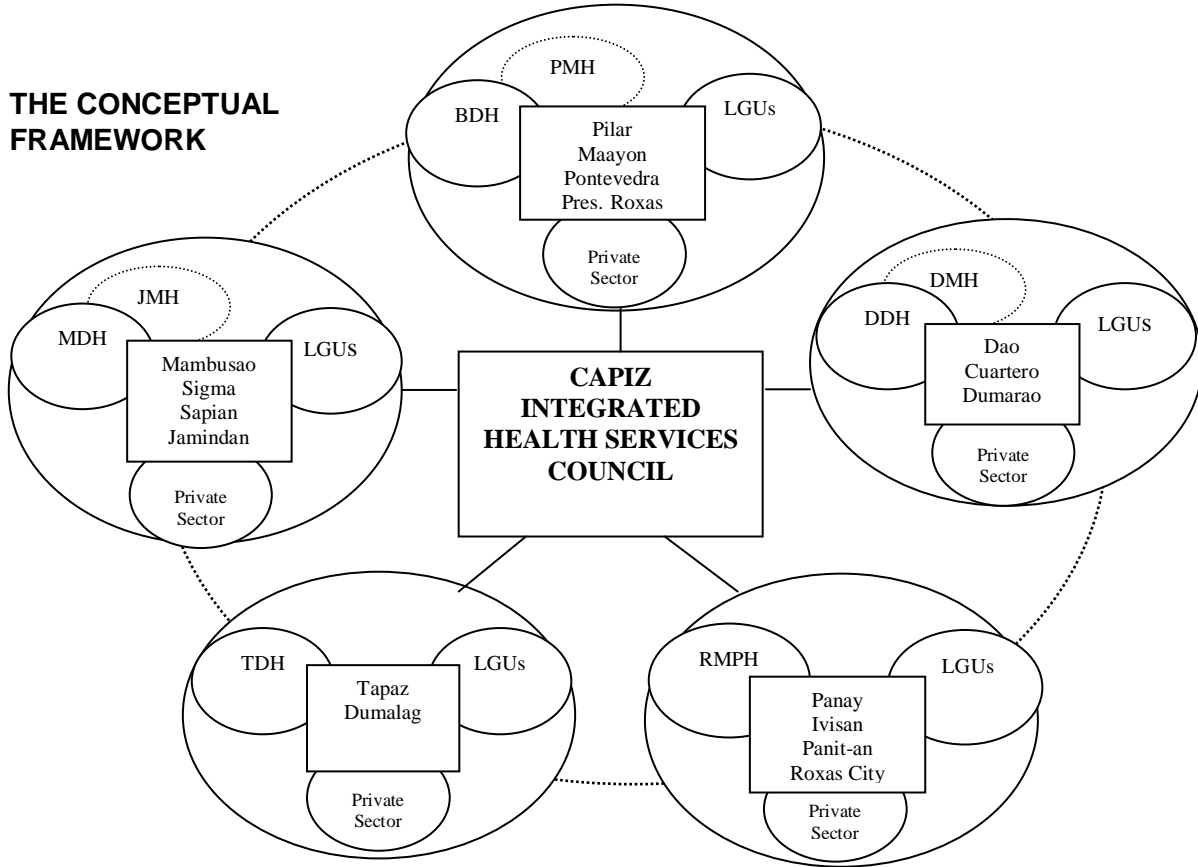 THE CONCEPTUAL
FRAMEWORK
PMH
BDH
LGUs
Pilar
Maayon
Pontevedra
Pres. Roxas
Private
Sector
JMH
MDH
LGUs
Mambusao
Sigma
Sapian
Jamindan
Private
Sector
CAPIZ
INTEGRATED
HEALTH SERVICES
COUNCIL
DMH
DDH
LGUs
Dao
Cuartero
Dumarao
Private
Sector
TDH
LGUs
Tapaz
Dumalag
Private
Sector
RMPH
LGUs
Panay
Ivisan
Panit-an
Roxas City
Private
Sector